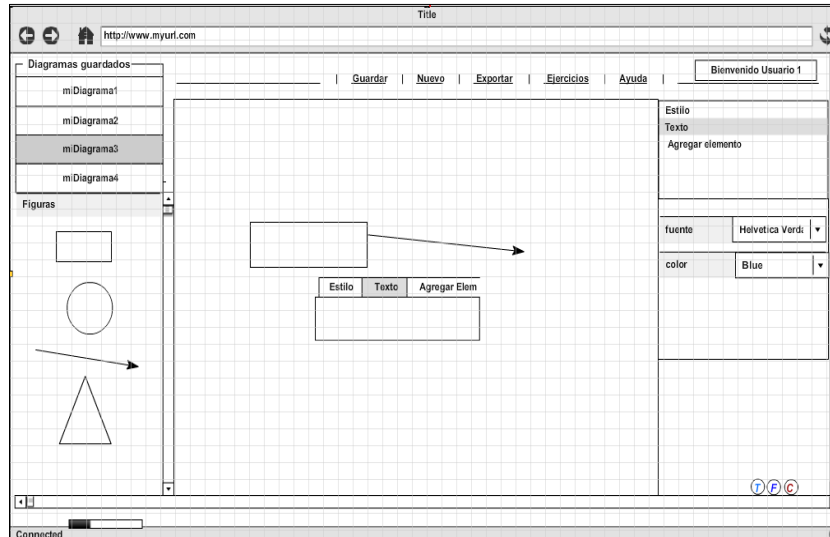 Title
http://www.myurl.com
Diagramas guardados
miDiagrama1
miDiagrama2
miDiagrama3
miDiagrama4
Figuras
| Guardar | Nuevo | Exportar | Ejercicios | Ayuda |
Bienvenido Usuario 1
Estilo
Texto
Agregar elemento
fuente Helvetica Verda
color Blue
Estilo Texto Agregar Elem
T F C
Connected